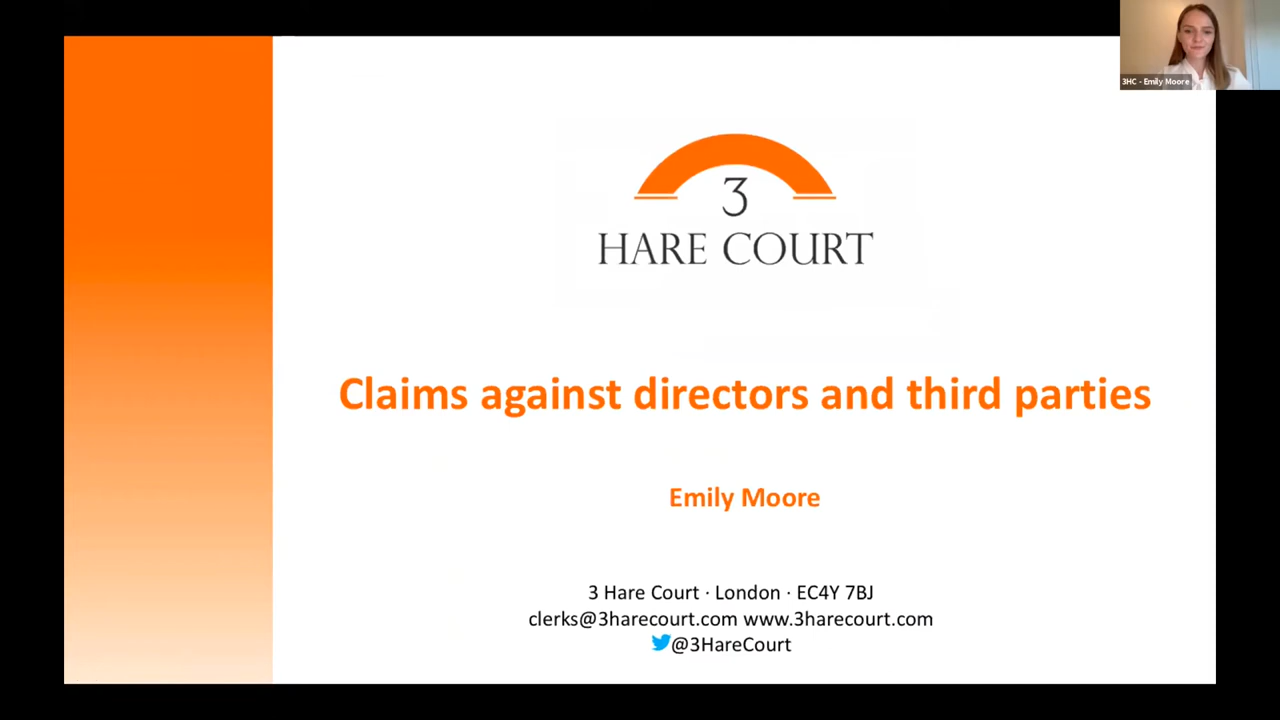 3HC - Emily Moore
3
HARE COURT
Claims against directors and third parties
Emily Moore
3 Hare Court · London · EC4Y 7BJ
clerks@3harecourt.com www.3harecourt.com
@3HareCourt